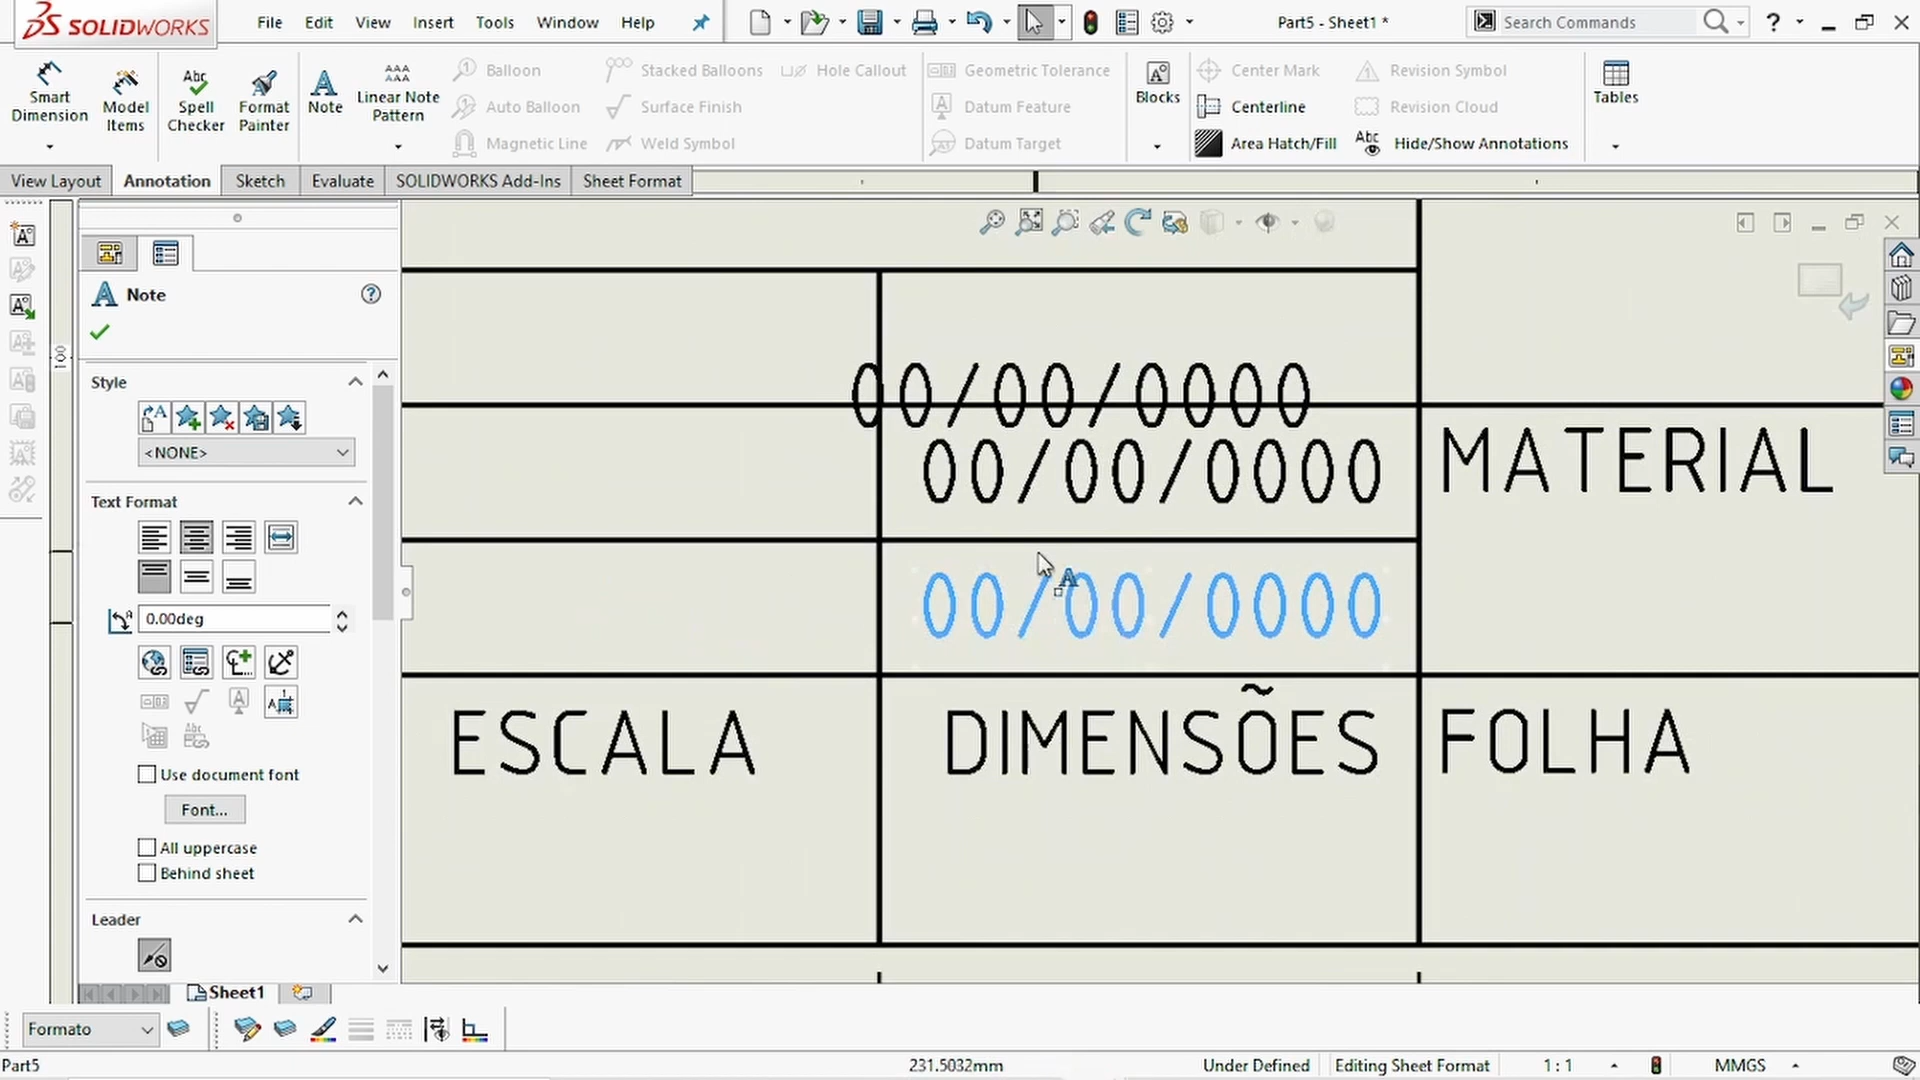 SOLIDWORKS
File Edit View Insert Tools Window Help
Part5 - Sheet1 *
Search Commands
?
Smart Dimension
Model Items
Abc
Spell Checker
Format Painter
Note
Linear Note Pattern
Balloon
Auto Balloon
Magnetic Line
Stacked Balloons
Surface Finish
Weld Symbol
Hole Callout
Geometric Tolerance
Datum Feature
Datum Target
Blocks
Center Mark
Centerline
Area Hatch/Fill
Revision Symbol
Revision Cloud
Abc
Hide/Show Annotations
Tables
View Layout Annotation Sketch Evaluate SOLIDWORKS Add-Ins Sheet Format
100
Note
?
Style
<NONE>
Text Format
0.00deg
Use document font
Font...
All uppercase
Behind sheet
Leader
00/00/0000
00/00/0000
MATERIAL
00/00/0000
ESCALA
DIMENSÕES
FOLHA
Sheet1
Formato
Part5
231.5032mm
Under Defined
Editing Sheet Format
1 : 1
MMGS